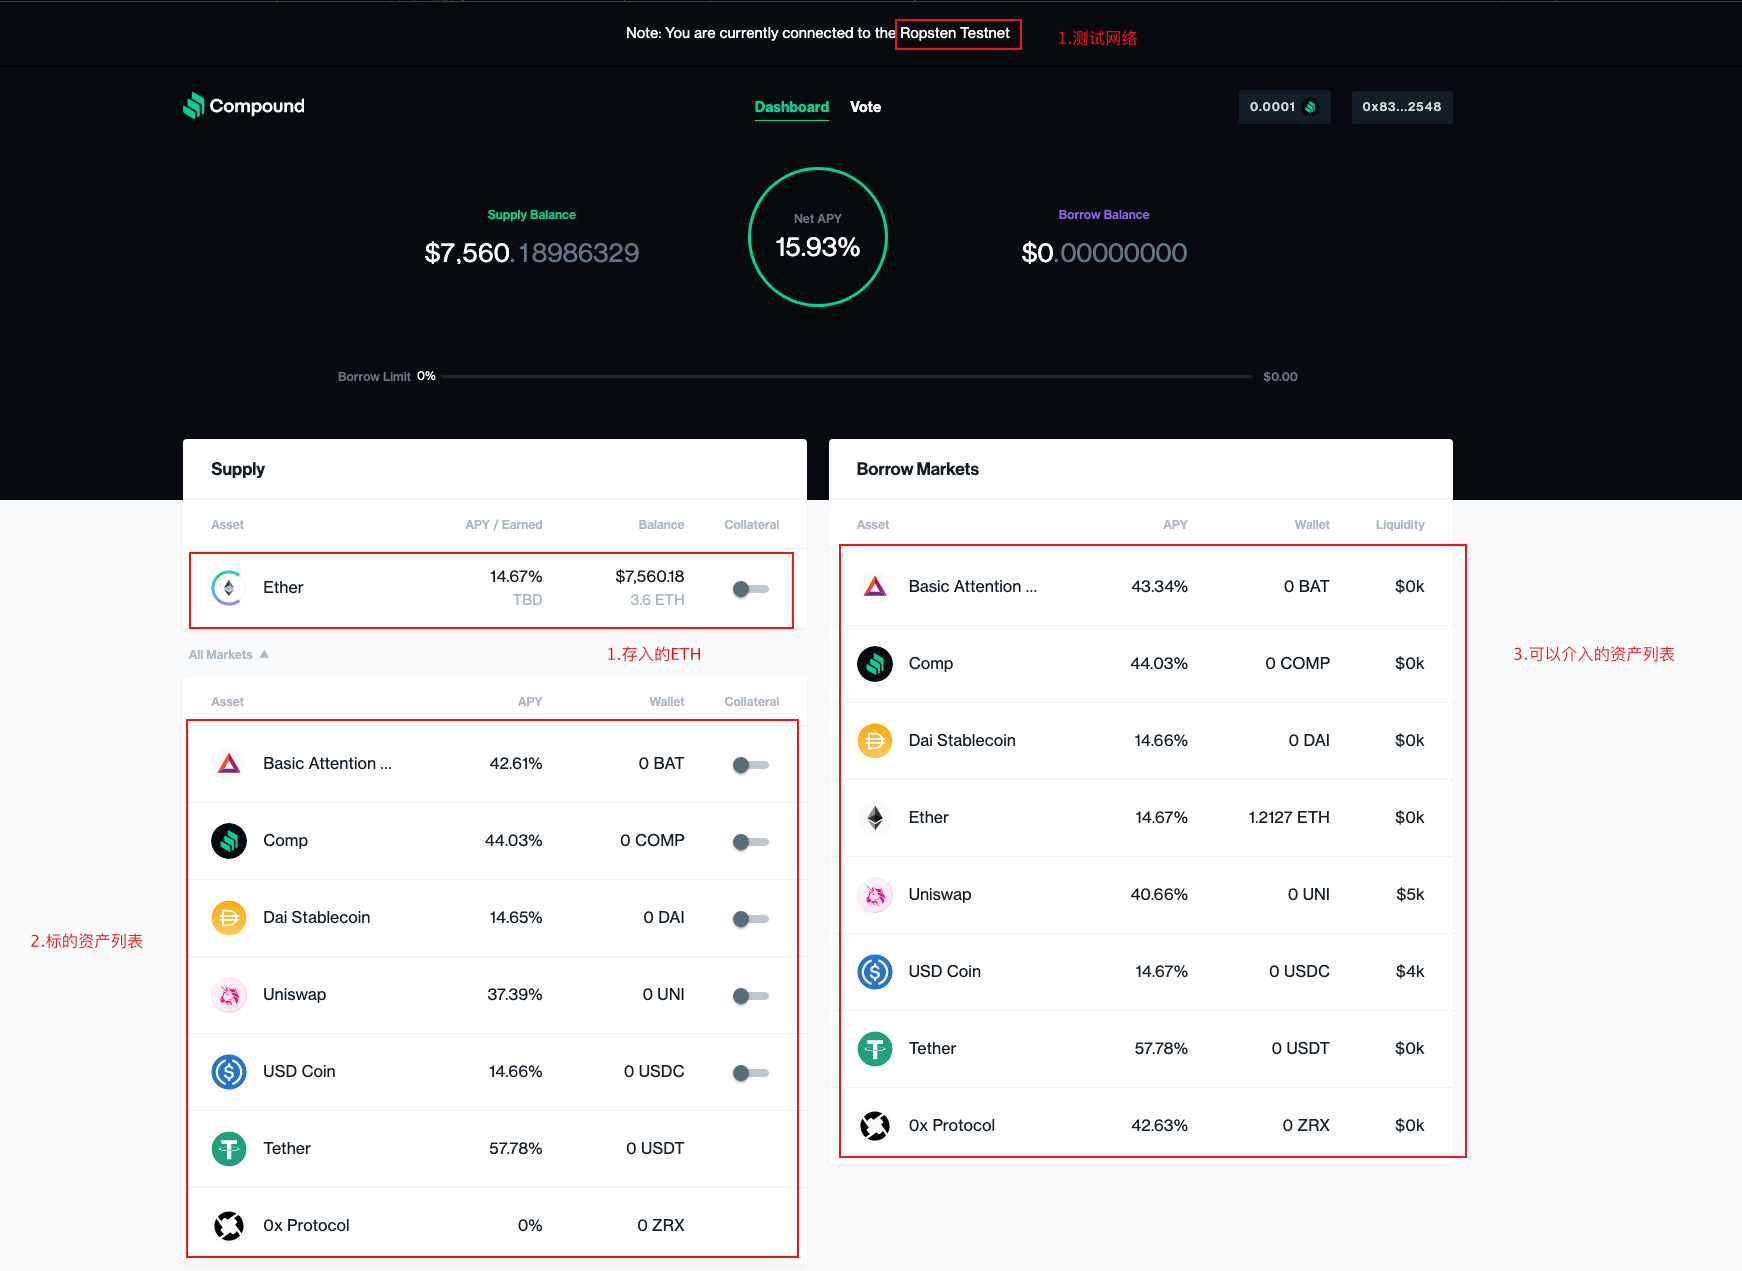 Note: You are currently connected to the Ropsten Testnet
1.测试网络
Compound
Dashboard Vote
0.0001
0x83...2548
Supply Balance
$7,560.18986329
Net APY
15.93%
Borrow Balance
$0.00000000
Borrow Limit 0%
$0.00
Supply
Asset APY / Earned Balance Collateral
Ether 14.67% $7,560.18
TBD 3.6 ETH
All Markets
1.存入的ETH
Asset APY Wallet Collateral
Basic Attention ... 42.61% 0 BAT
Comp 44.03% 0 COMP
Dai Stablecoin 14.65% 0 DAI
Uniswap 37.39% 0 UNI
USD Coin 14.66% 0 USDC
Tether 57.78% 0 USDT
0x Protocol 0% 0 ZRX
2.标的资产列表
Borrow Markets
Asset APY Wallet Liquidity
Basic Attention ... 43.34% 0 BAT $0k
Comp 44.03% 0 COMP $0k
Dai Stablecoin 14.66% 0 DAI $0k
Ether 14.67% 1.2127 ETH $0k
Uniswap 40.66% 0 UNI $5k
USD Coin 14.67% 0 USDC $4k
Tether 57.78% 0 USDT $0k
0x Protocol 42.63% 0 ZRX $0k
3.可以介入的资产列表